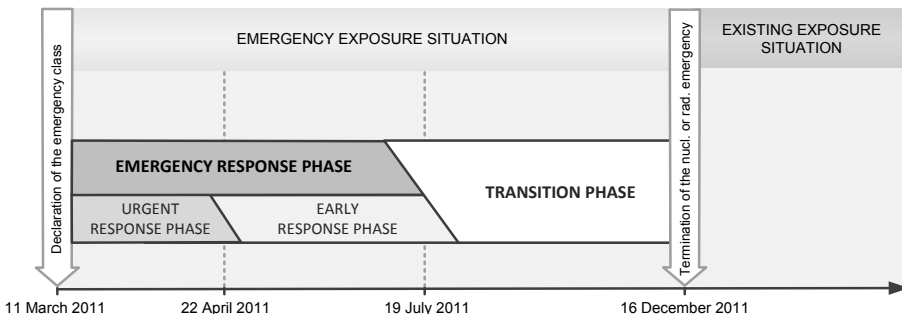 EMERGENCY EXPOSURE SITUATION
EXISTING EXPOSURE
SITUATION
Declaration of the emergency class
Termination of the nucl. or rad. emergency
EMERGENCY RESPONSE PHASE
TRANSITION PHASE
URGENT
RESPONSE PHASE
EARLY
RESPONSE PHASE
11 March 2011
22 April 2011
19 July 2011
16 December 2011